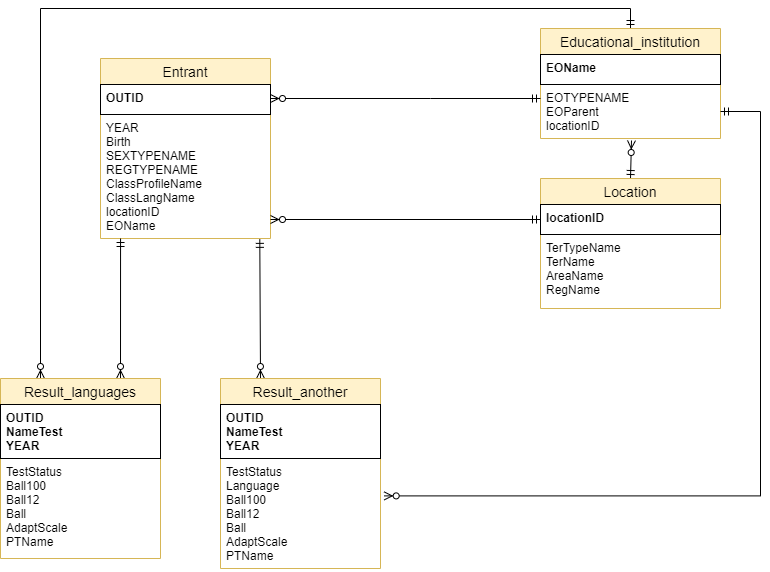 Educational_institution
EOName
EOTYPENAME
EOParent
locationID
Entrant
OUTID
YEAR
Birth
SEXTYPENAME
REGTYPENAME
ClassProfileName
ClassLangName
locationID
EOName
Location
locationID
TerTypeName
TerName
AreaName
RegName
Result_languages
OUTID
NameTest
YEAR
TestStatus
Ball100
Ball12
Ball
AdaptScale
PTName
Result_another
OUTID
NameTest
YEAR
TestStatus
Language
Ball100
Ball12
Ball
AdaptScale
PTName